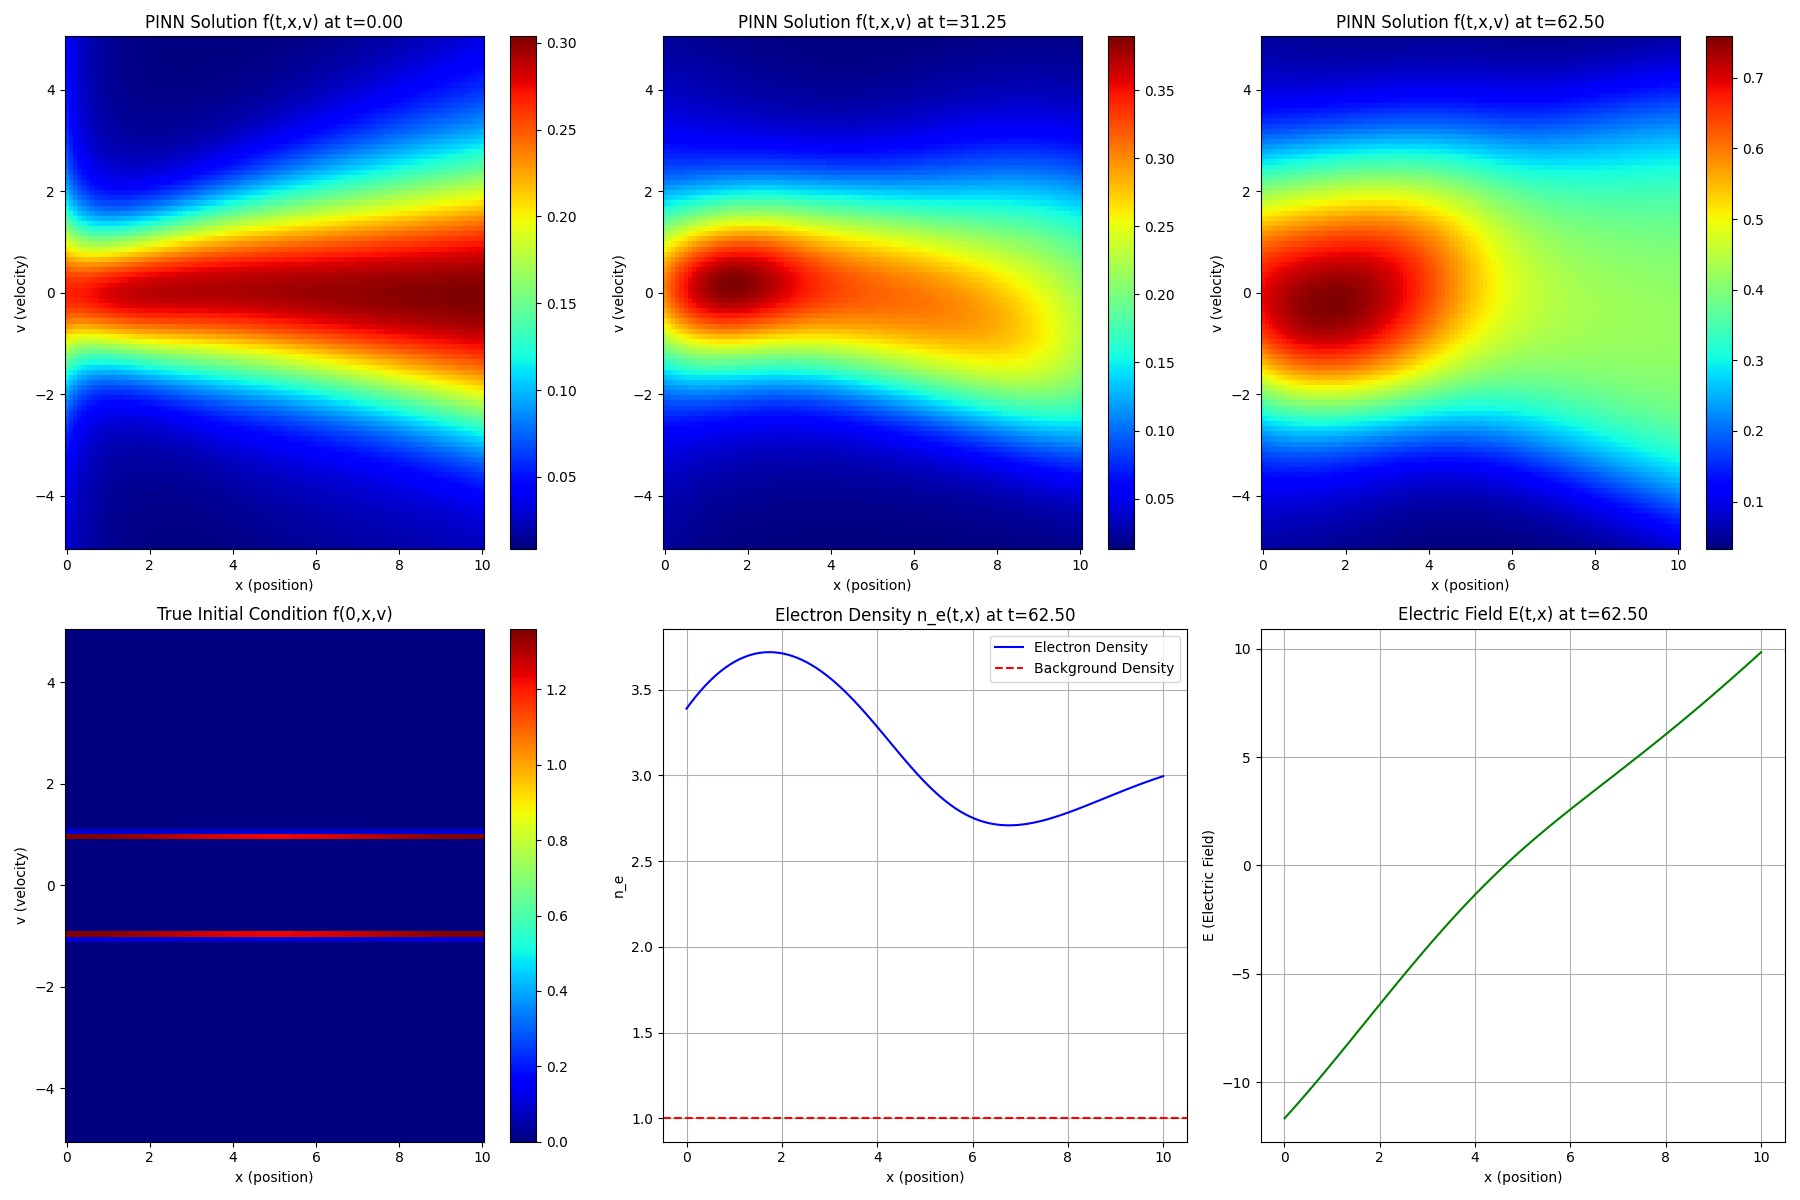 PINN Solution f(t,x,v) at t=0.00
4
2
0
−2
−4
v (velocity)
0 2 4 6 8 10
x (position)
0.30
0.25
0.20
0.15
0.10
0.05
PINN Solution f(t,x,v) at t=31.25
4
2
0
−2
−4
v (velocity)
0 2 4 6 8 10
x (position)
0.35
0.30
0.25
0.20
0.15
0.10
0.05
PINN Solution f(t,x,v) at t=62.50
4
2
0
−2
−4
v (velocity)
0 2 4 6 8 10
x (position)
0.7
0.6
0.5
0.4
0.3
0.2
0.1
True Initial Condition f(0,x,v)
4
2
0
−2
−4
v (velocity)
0 2 4 6 8 10
x (position)
1.2
1.0
0.8
0.6
0.4
0.2
0.0
Electron Density n_e(t,x) at t=62.50
Electron Density
Background Density
3.5
3.0
2.5
2.0
1.5
1.0
n_e
0 2 4 6 8 10
x (position)
Electric Field E(t,x) at t=62.50
10
5
0
−5
−10
E (Electric Field)
0 2 4 6 8 10
x (position)